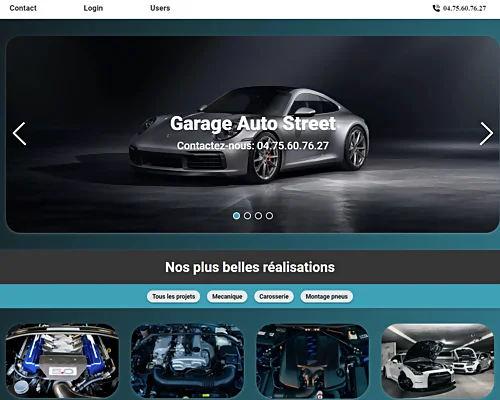 Contact Login Users 04.75.60.76.27
Garage Auto Street
Contactez-nous: 04.75.60.76.27
Nos plus belles réalisations
Tous les projets Mecanique Carosserie Montage pneus